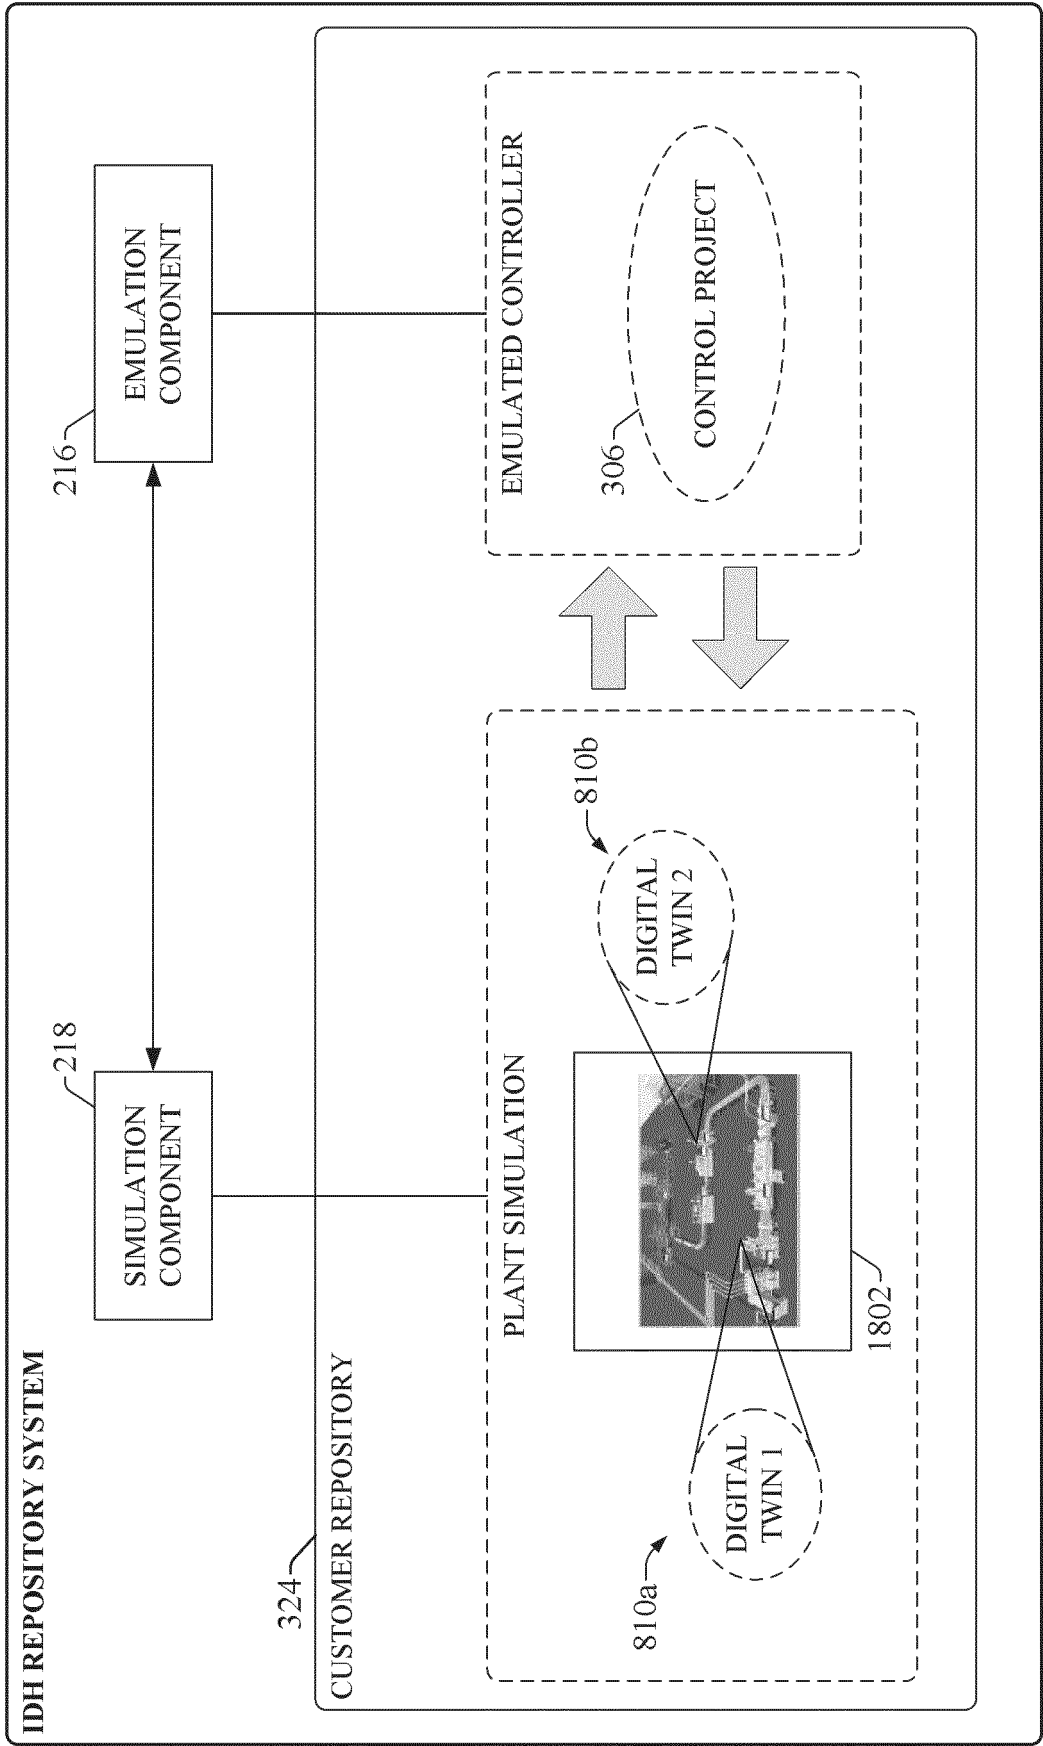 IDH REPOSITORY SYSTEM
218
SIMULATION
COMPONENT
216
EMULATION
COMPONENT
324
CUSTOMER REPOSITORY
PLANT SIMULATION
810a
DIGITAL
TWIN 1
1802
810b
DIGITAL
TWIN 2
EMULATED CONTROLLER
306
CONTROL PROJECT